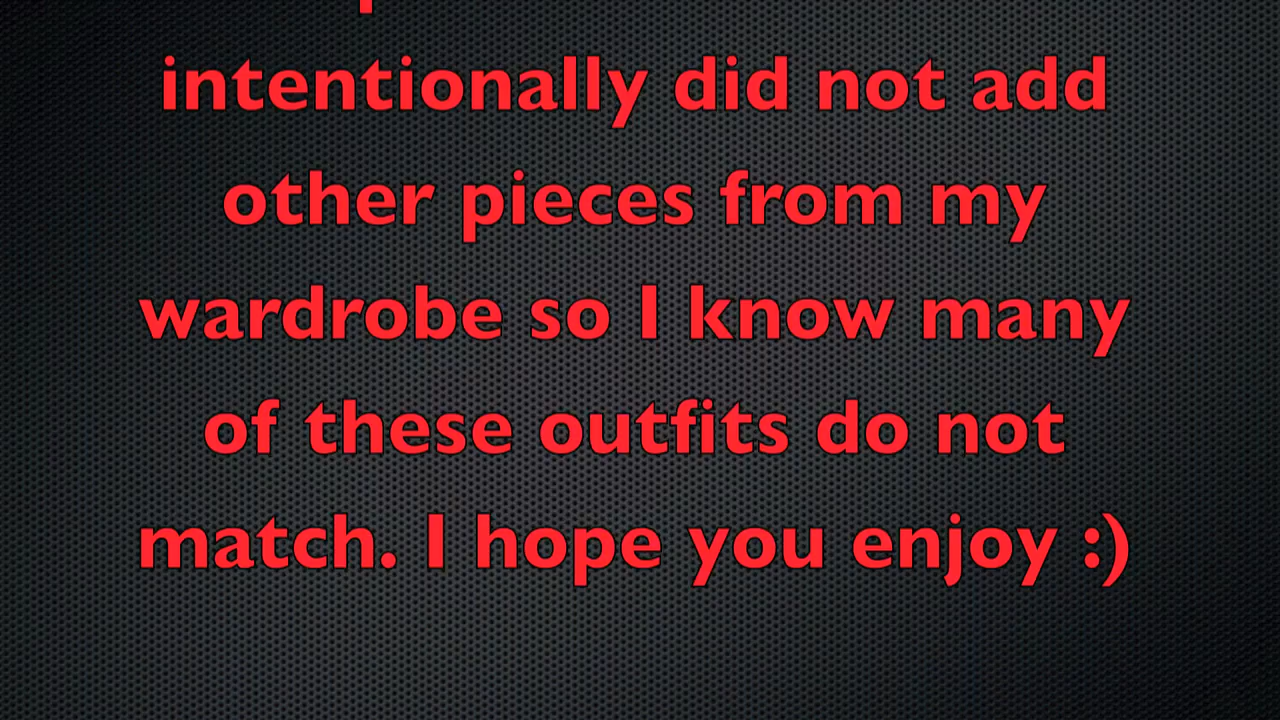 intentionally did not add
other pieces from my
wardrobe so I know many
of these outfits do not
match. I hope you enjoy :)